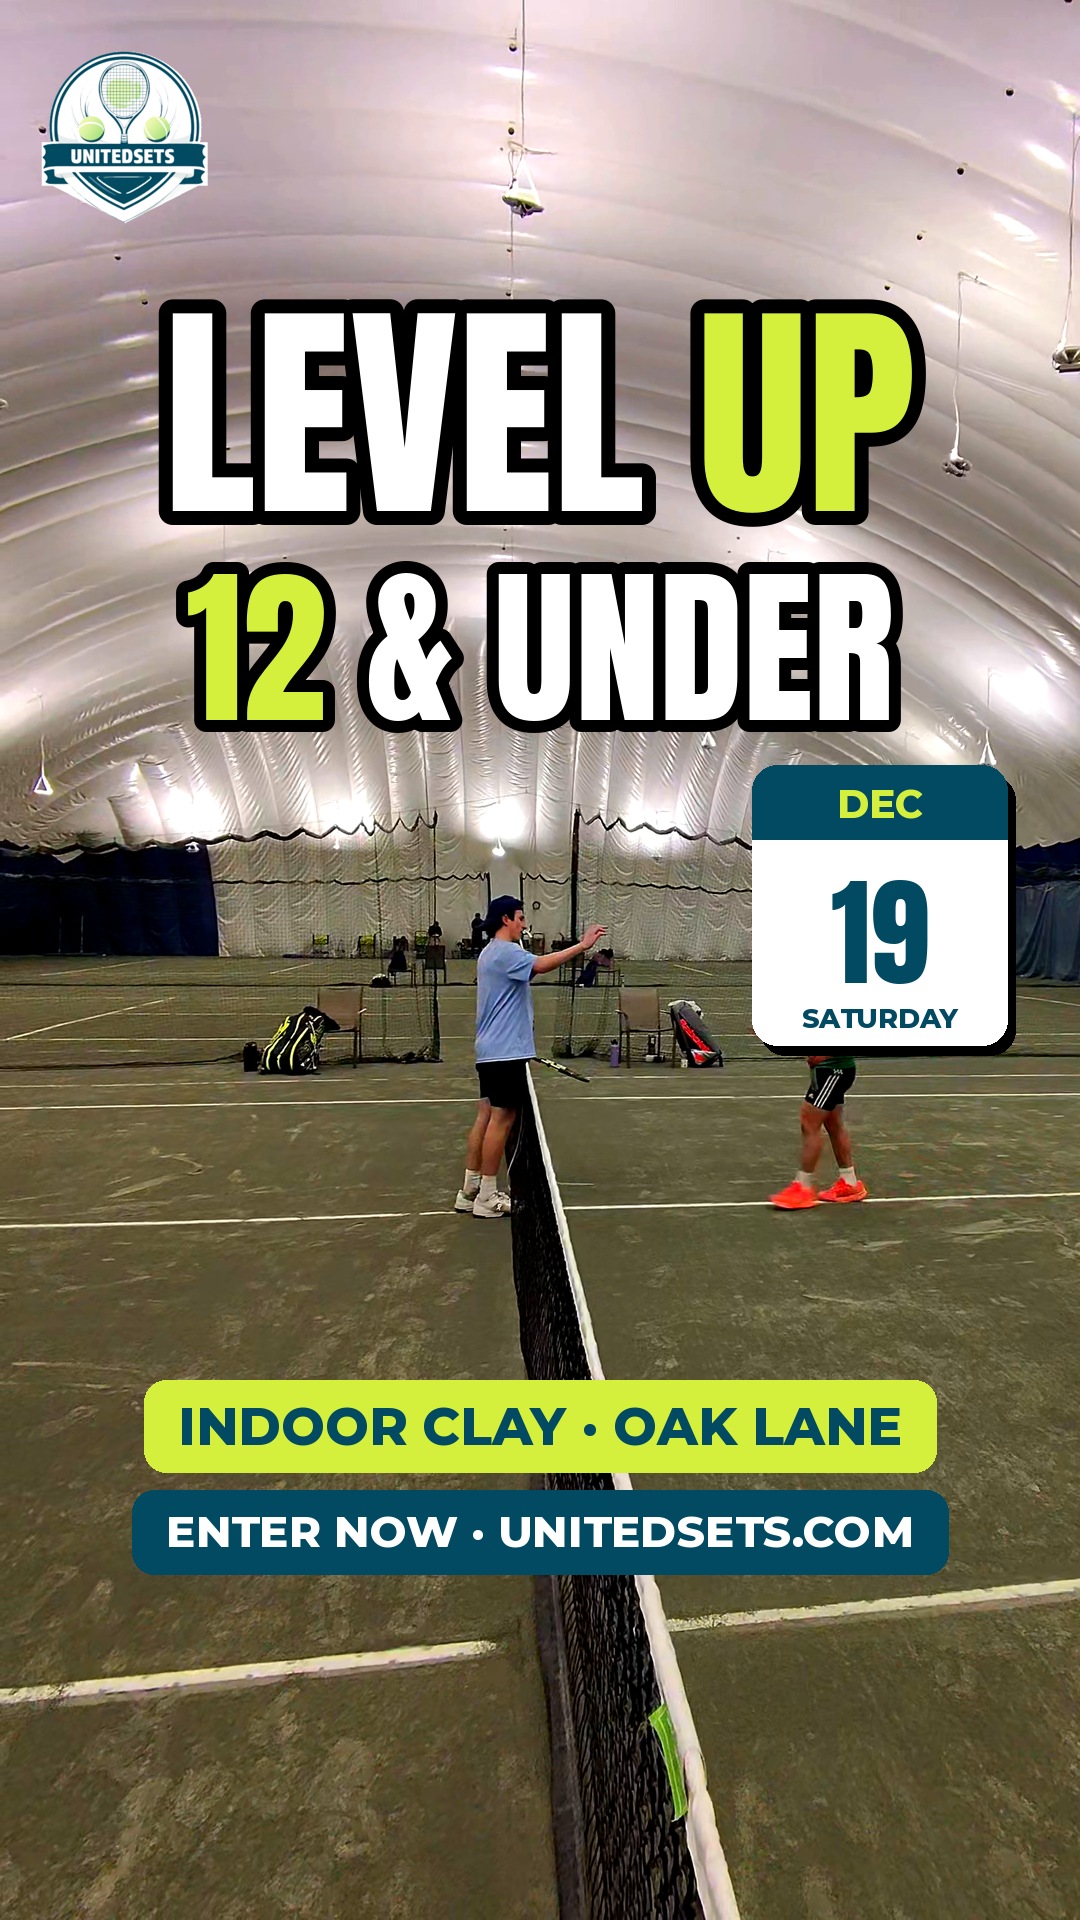 UNITEDSETS
LEVEL UP
12 & UNDER
DEC
19
SATURDAY
INDOOR CLAY • OAK LANE
ENTER NOW • UNITEDSETS.COM